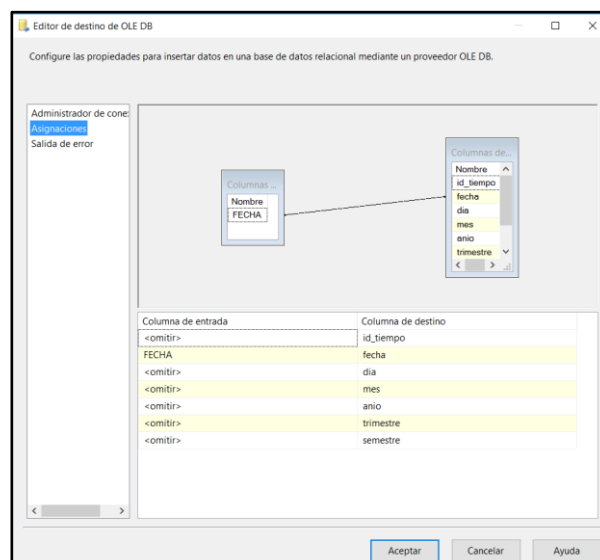 Editor de destino de OLE DB
Configure las propiedades para insertar datos en una base de datos relacional mediante un proveedor OLE DB.
Administrador de cone
Asignaciones
Salida de error
Columnas ...
Nombre
FECHA
Columnas de...
Nombre
id_tiempo
fecha
dia
mes
anio
trimestre
Columna de entrada Columna de destino
<omitir> id_tiempo
FECHA fecha
<omitir> dia
<omitir> mes
<omitir> anio
<omitir> trimestre
<omitir> semestre
Aceptar Cancelar Ayuda